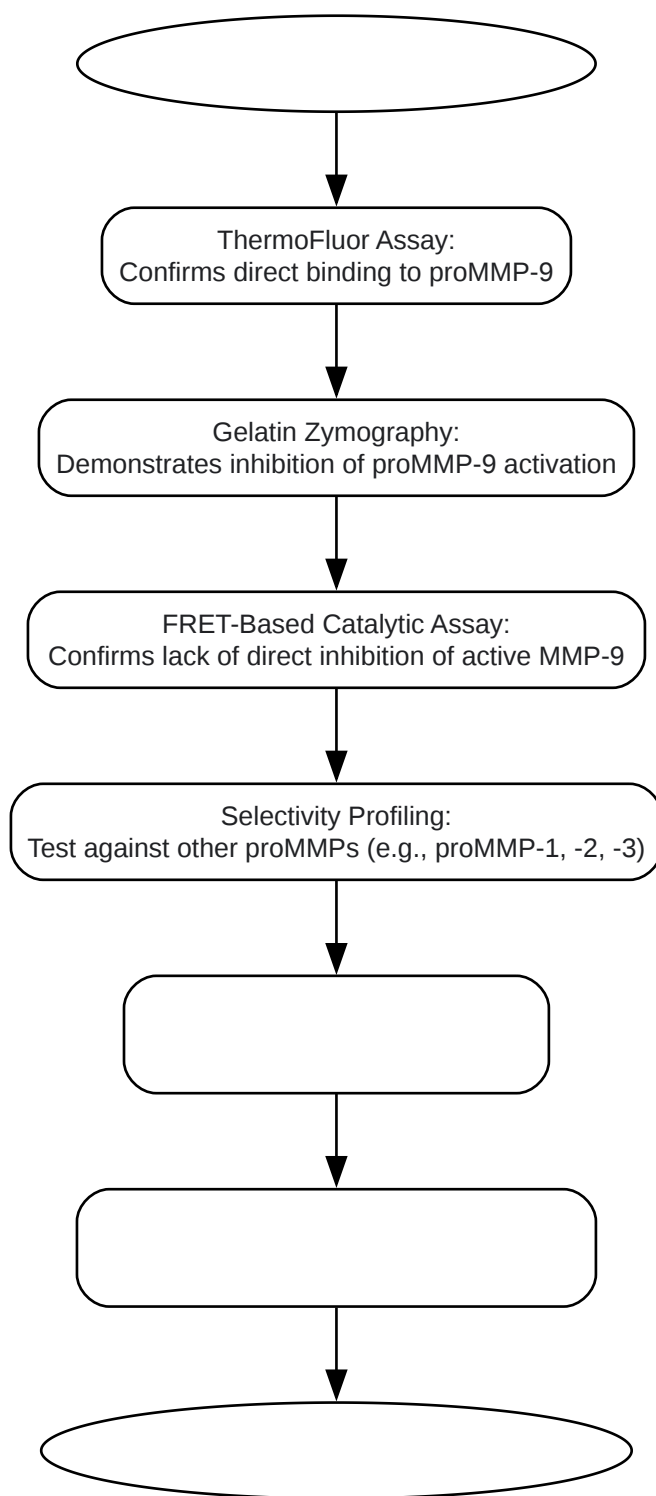 ThermoFluor Assay:
Confirms direct binding to proMMP-9
Gelatin Zymography:
Demonstrates inhibition of proMMP-9 activation
FRET-Based Catalytic Assay:
Confirms lack of direct inhibition of active MMP-9
Selectivity Profiling:
Test against other proMMPs (e.g., proMMP-1, -2, -3)